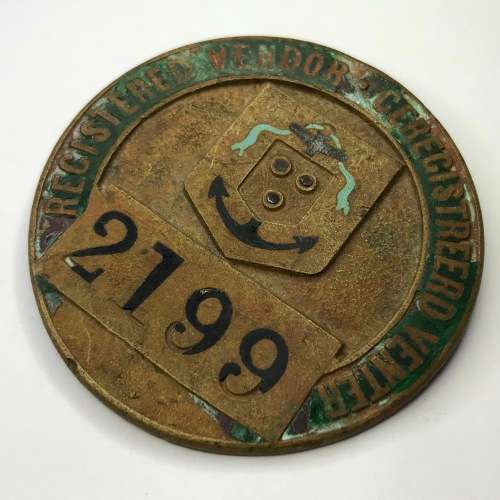 REGISTERED VENDOR · GEREGISTREERD VENTER
2199